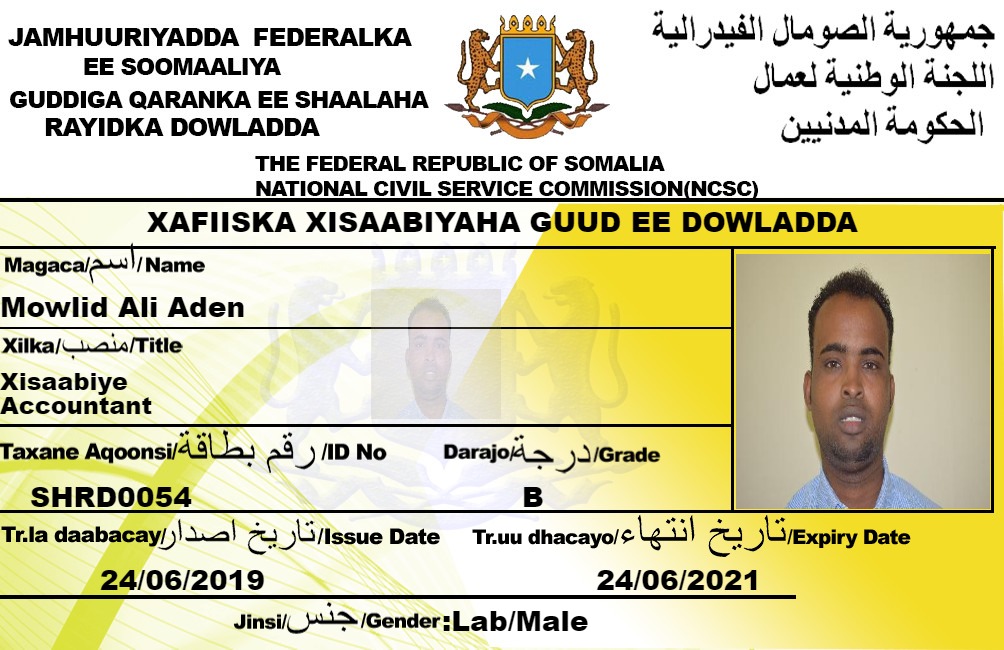 JAMHUURIYADDA FEDERALKA
EE SOOMAALIYA
GUDDIGA QARANKA EE SHAALAHA
RAYIDKA DOWLADDA
جمهورية الصومال الفيدرالية
اللجنة الوطنية لعمال
الحكومة المدنيين
THE FEDERAL REPUBLIC OF SOMALIA
NATIONAL CIVIL SERVICE COMMISSION(NCSC)
XAFIISKA XISAABIYAHA GUUD EE DOWLADDA
Magaca/اسم/Name
Mowlid Ali Aden
Xilka/منصب/Title
Xisaabiye
Accountant
Taxane Aqoonsi/رقم بطاقة/ID No
SHRD0054
Darajo/درجة/Grade
B
Tr.la daabacay/تاريخ اصدار/Issue Date
24/06/2019
Tr.uu dhacayo/تاريخ انتهاء/Expiry Date
24/06/2021
Jinsi/جنس/Gender:Lab/Male